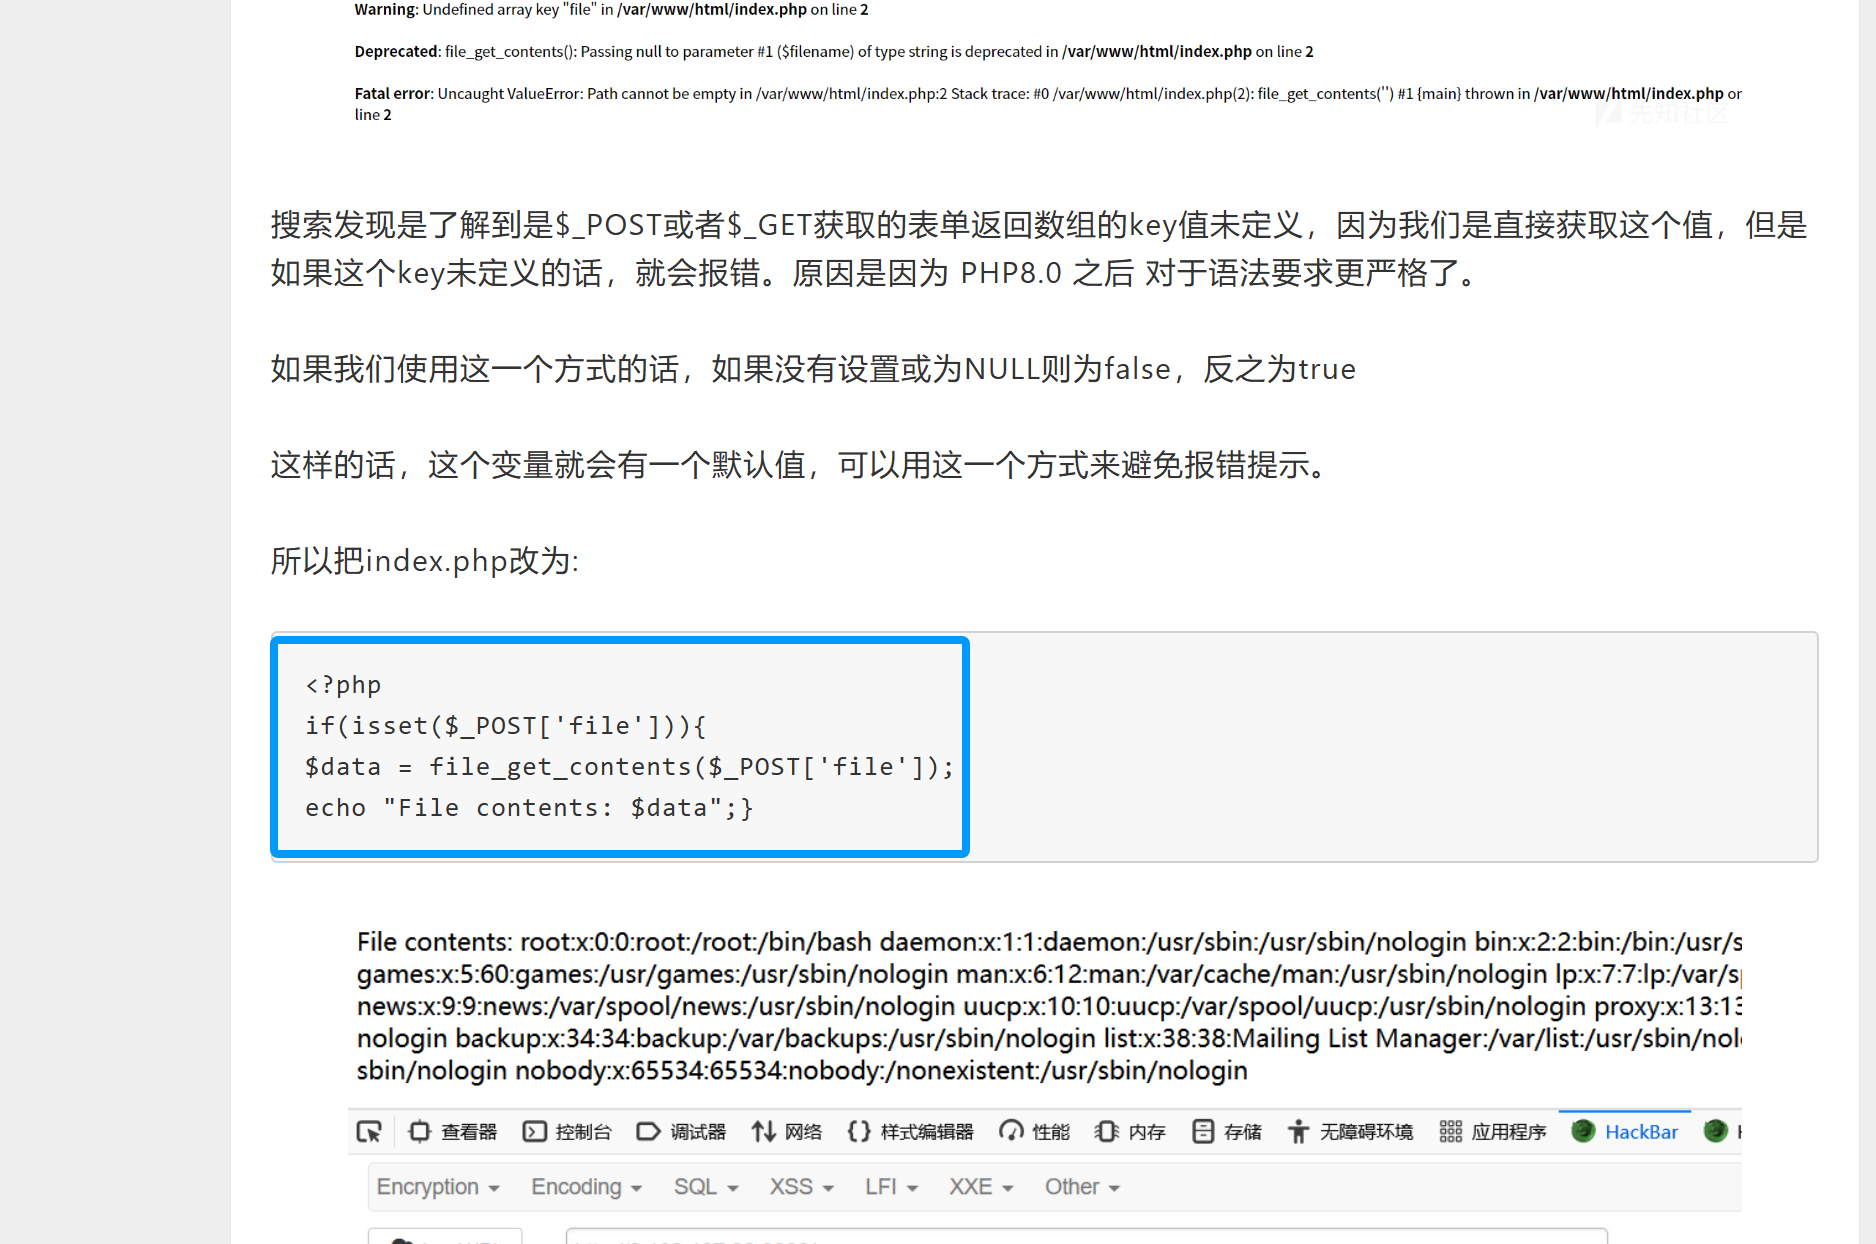 Warning: Undefined array key "file" in /var/www/html/index.php on line 2
Deprecated: file_get_contents(): Passing null to parameter #1 ($filename) of type string is deprecated in /var/www/html/index.php on line 2
Fatal error: Uncaught ValueError: Path cannot be empty in /var/www/html/index.php:2 Stack trace: #0 /var/www/html/index.php(2): file_get_contents('') #1 {main} thrown in /var/www/html/index.php or
line 2
先知社区
搜索发现是了解到是$_POST或者$_GET获取的表单返回数组的key值未定义，因为我们是直接获取这个值，但是
如果这个key未定义的话，就会报错。原因是因为 PHP8.0 之后 对于语法要求更严格了。
如果我们使用这一个方式的话，如果没有设置或为NULL则为false，反之为true
这样的话，这个变量就会有一个默认值，可以用这一个方式来避免报错提示。
所以把index.php改为:
<?php
if(isset($_POST['file'])){
$data = file_get_contents($_POST['file']);
echo "File contents: $data";}
File contents: root:x:0:0:root:/root:/bin/bash daemon:x:1:1:daemon:/usr/sbin:/usr/sbin/nologin bin:x:2:2:bin:/bin:/usr/s
games:x:5:60:games:/usr/games:/usr/sbin/nologin man:x:6:12:man:/var/cache/man:/usr/sbin/nologin lp:x:7:7:lp:/var/sp
news:x:9:9:news:/var/spool/news:/usr/sbin/nologin uucp:x:10:10:uucp:/var/spool/uucp:/usr/sbin/nologin proxy:x:13:13
nologin backup:x:34:34:backup:/var/backups:/usr/sbin/nologin list:x:38:38:Mailing List Manager:/var/list:/usr/sbin/nol
sbin/nologin nobody:x:65534:65534:nobody:/nonexistent:/usr/sbin/nologin
查看器 控制台 调试器 网络 {} 样式编辑器 性能 内存 存储 无障碍环境 应用程序 HackBar
Encryption Encoding SQL XSS LFI XXE Other